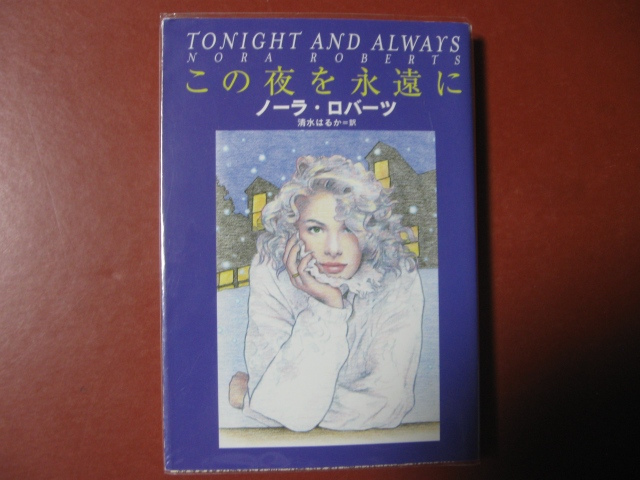 TONIGHT AND ALWAYS
NORA ROBERTS
この夜を永遠に
ノーラ・ロバーツ
清水はるか=訳